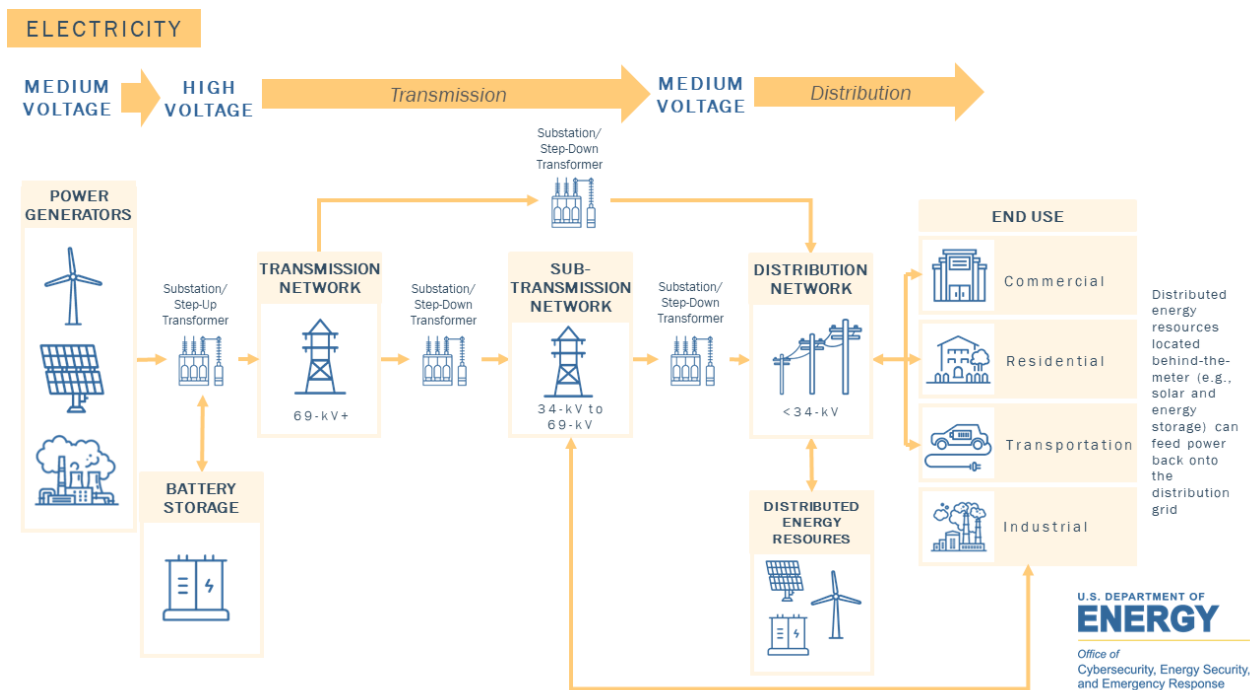 ELECTRICITY
MEDIUM
VOLTAGE
HIGH
VOLTAGE
Transmission
MEDIUM
VOLTAGE
Distribution
Substation/
Step-Down
Transformer
POWER
GENERATORS
Substation/
Step-Up
Transformer
TRANSMISSION
NETWORK
69-kV+
Substation/
Step-Down
Transformer
SUB-
TRANSMISSION
NETWORK
34-kV to
69-kV
Substation/
Step-Down
Transformer
DISTRIBUTION
NETWORK
<34-kV
END USE
Commercial
Residential
Transportation
Industrial
Distributed
energy
resources
located
behind-the-
meter (e.g.,
solar and
energy
storage) can
feed power
back onto
the
distribution
grid
BATTERY
STORAGE
DISTRIBUTED
ENERGY
RESOURES
U.S. DEPARTMENT OF
ENERGY
Office of
Cybersecurity, Energy Security,
and Emergency Response